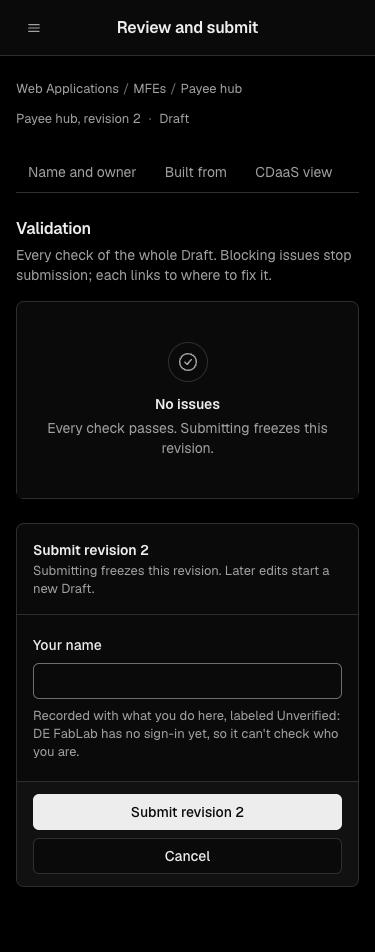 Review and submit
Web Applications / MFEs / Payee hub
Payee hub, revision 2 · Draft
Name and owner
Built from
CDaaS view
Validation
Every check of the whole Draft. Blocking issues stop
submission; each links to where to fix it.
No issues
Every check passes. Submitting freezes this
revision.
Submit revision 2
Submitting freezes this revision. Later edits start a
new Draft.
Your name
Recorded with what you do here, labeled Unverified:
DE FabLab has no sign-in yet, so it can't check who
you are.
Submit revision 2
Cancel